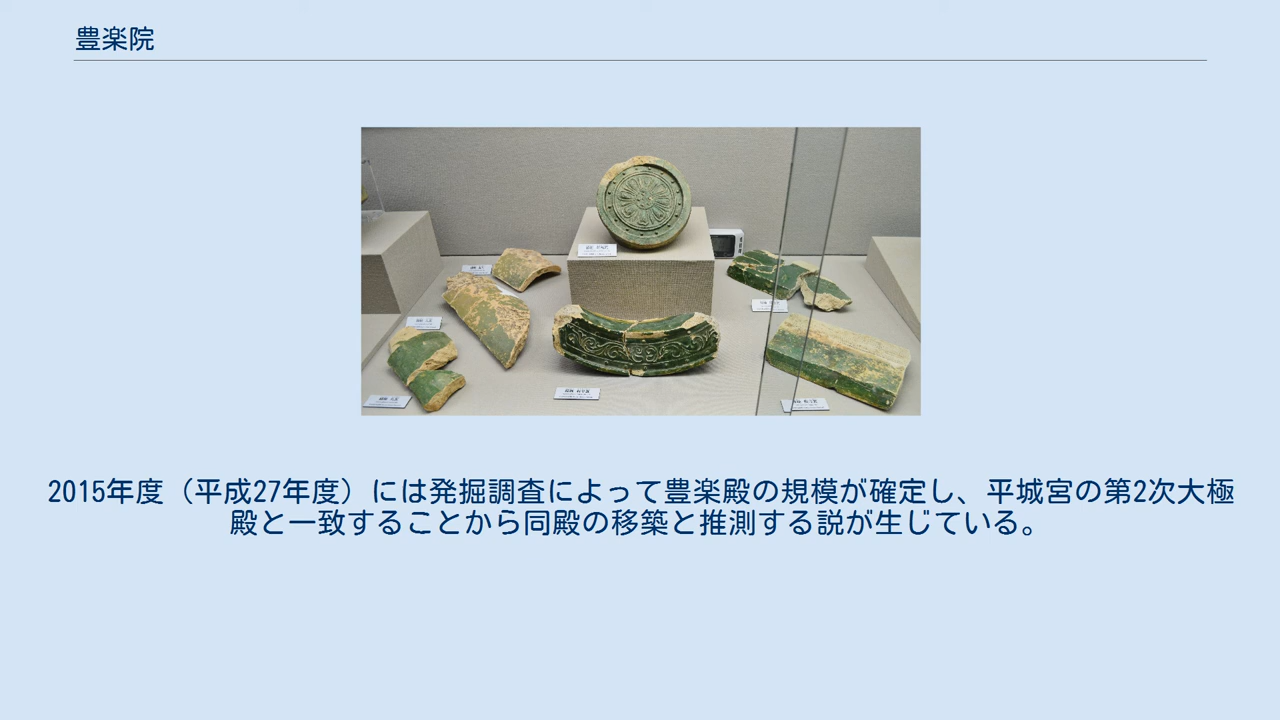 豊楽院
2015年度（平成27年度）には発掘調査によって豊楽殿の規模が確定し、平城宮の第2次大極
殿と一致することから同殿の移築と推測する説が生じている。